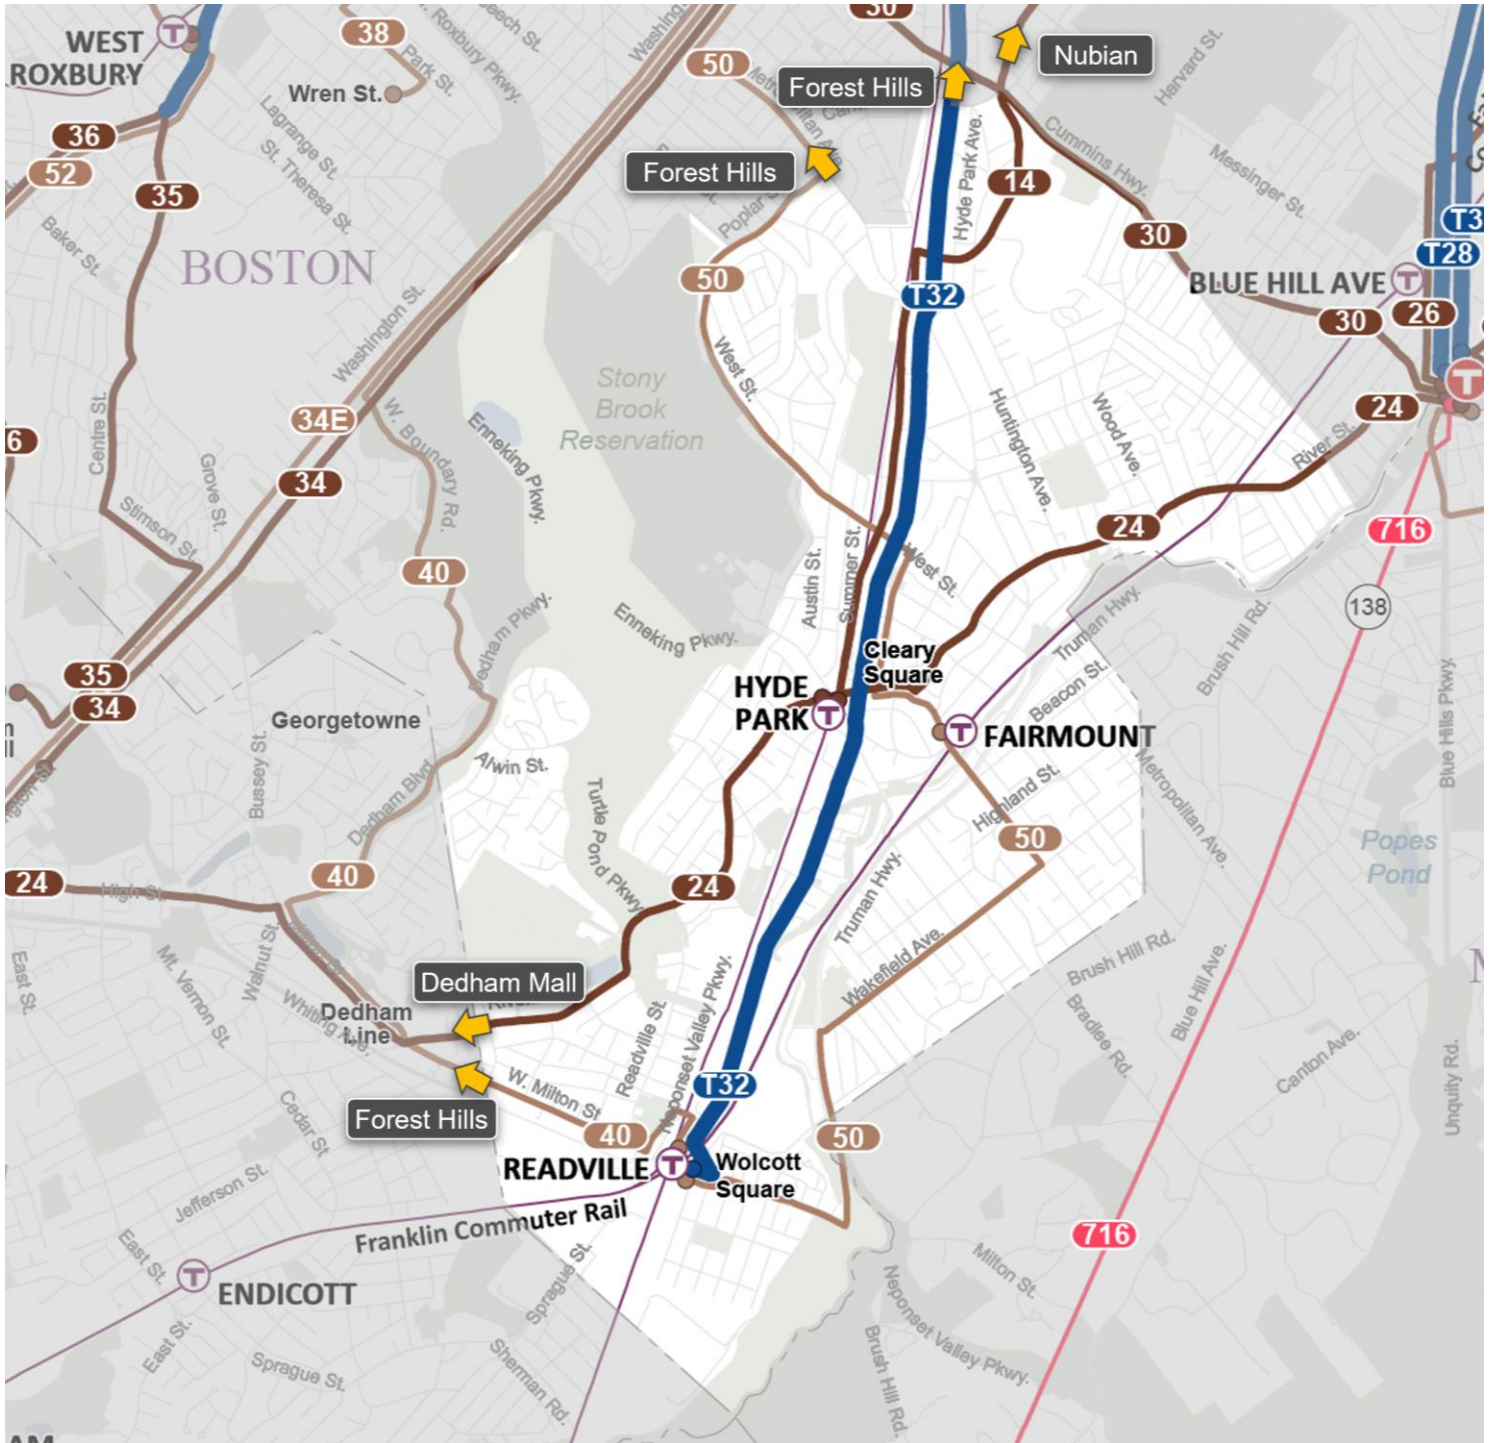 30
WEST
ROXBURY
38
Park St.
Roxbury Pkwy.
Beech St.
Washington
50
Forest Hills
Nubian
Harvard St.
Wren St.
Lagrange St.
St. Theresa St.
36
52
35
Baker St.
BOSTON
Forest Hills
Poplar
Hyde Park Ave.
14
Cummins Hwy.
Messinger St.
30
T3
T28
BLUE HILL AVE
T
50
T32
30
26
Washington St.
West St.
Stony
Brook
Reservation
34E
W. Boundary Rd.
Enneking Pkwy.
Centre St.
6
Grove St.
34
Stimson St.
Huntington Ave.
Wood Ave.
24
River St.
T
24
716
40
Austin St.
Summer St.
West St.
138
Dedham Pkwy.
Enneking Pkwy.
Truman Hwy.
Brush Hill Rd.
Cleary
Square
35
34
HYDE
PARK
T
Beacon St.
T
FAIRMOUNT
Georgetowne
Bussey St.
Alwin St.
Dedham Blvd.
Turtle Pond Pkwy.
Highland St.
50
Metropolitan Ave.
Blue Hills Pkwy.
Popes
Pond
24
High St.
40
24
Truman Hwy.
Wakefield Ave.
East St.
Mt. Vernon St.
Walnut St.
Whiting Ave.
Dedham
Line
Dedham Mall
Brush Hill Rd.
Bradlee Rd.
Blue Hill Ave.
Canton Ave.
Unquity Rd.
Readville St.
Neponset Valley Pkwy.
T32
W. Milton St
Forest Hills
Cedar St.
40
50
READVILLE
T
Wolcott
Square
Jefferson St.
Franklin Commuter Rail
716
East St.
T
ENDICOTT
Sprague St.
Milton St.
Neponset Valley Pkwy.
East St.
Sprague St.
Sherman Rd.
Brush Hill Rd.